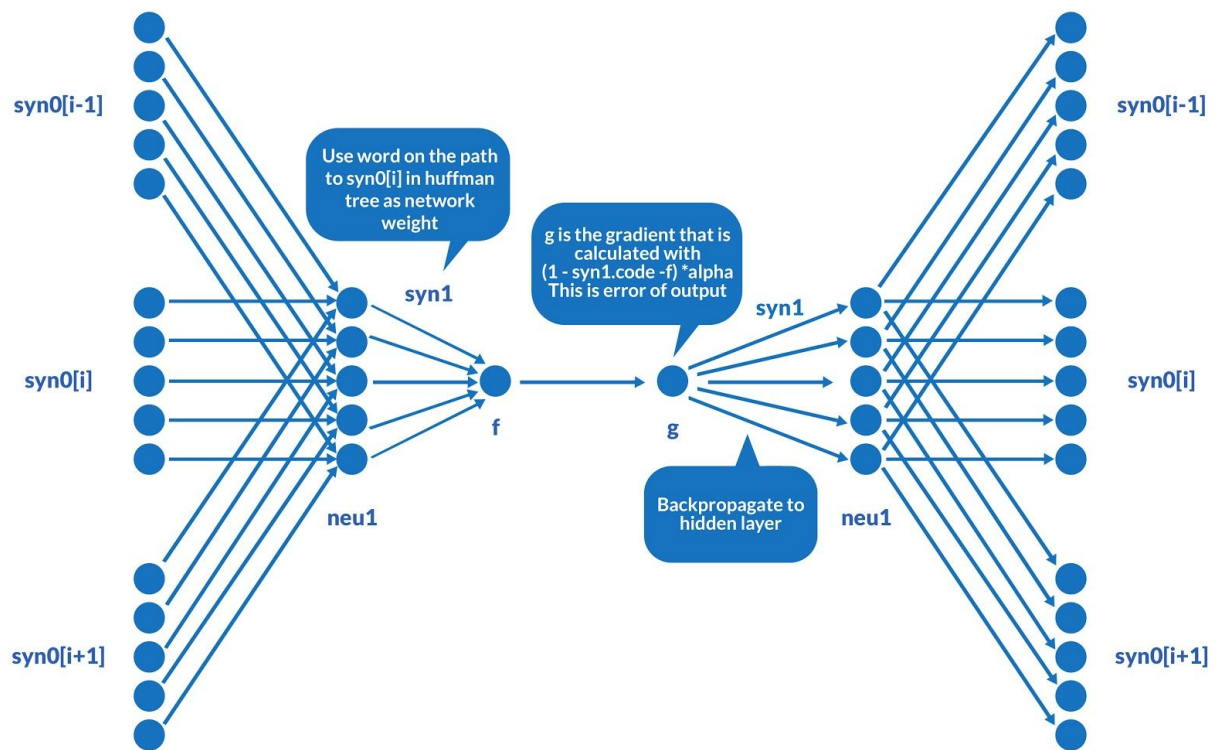 syn0[i-1]
syn0[i-1]
Use word on the path
to syn0[i] in huffman
tree as network
weight
g is the gradient that is
calculated with
(1 - syn1.code -f) *alpha
This is error of output
syn1
syn1
syn0[i]
syn0[i]
f
g
neu1
Backpropagate to
hidden layer
neu1
syn0[i+1]
syn0[i+1]